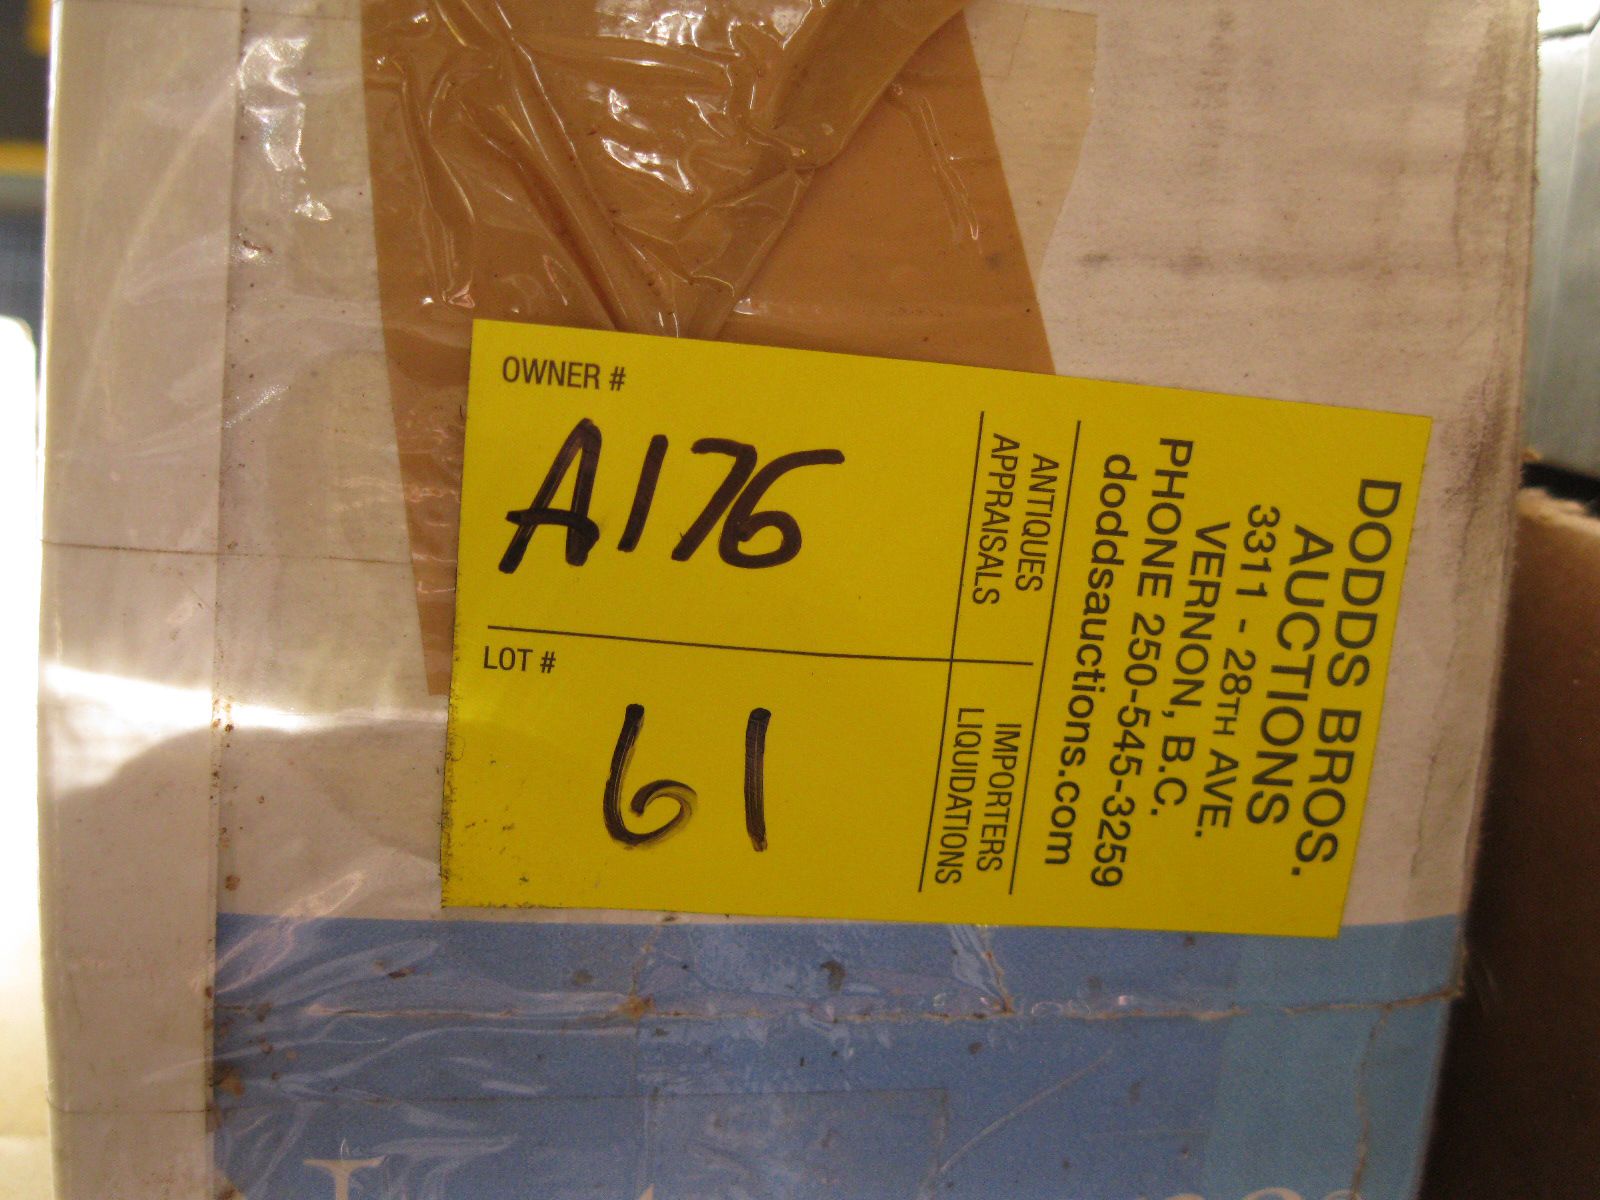 OWNER #
A176
LOT #
61
DODDS BROS.
AUCTIONS
3311 - 28TH AVE.
VERNON, B.C.
PHONE 250-545-3259
doddsauctions.com
ANTIQUES
APPRAISALS
IMPORTERS
LIQUIDATIONS